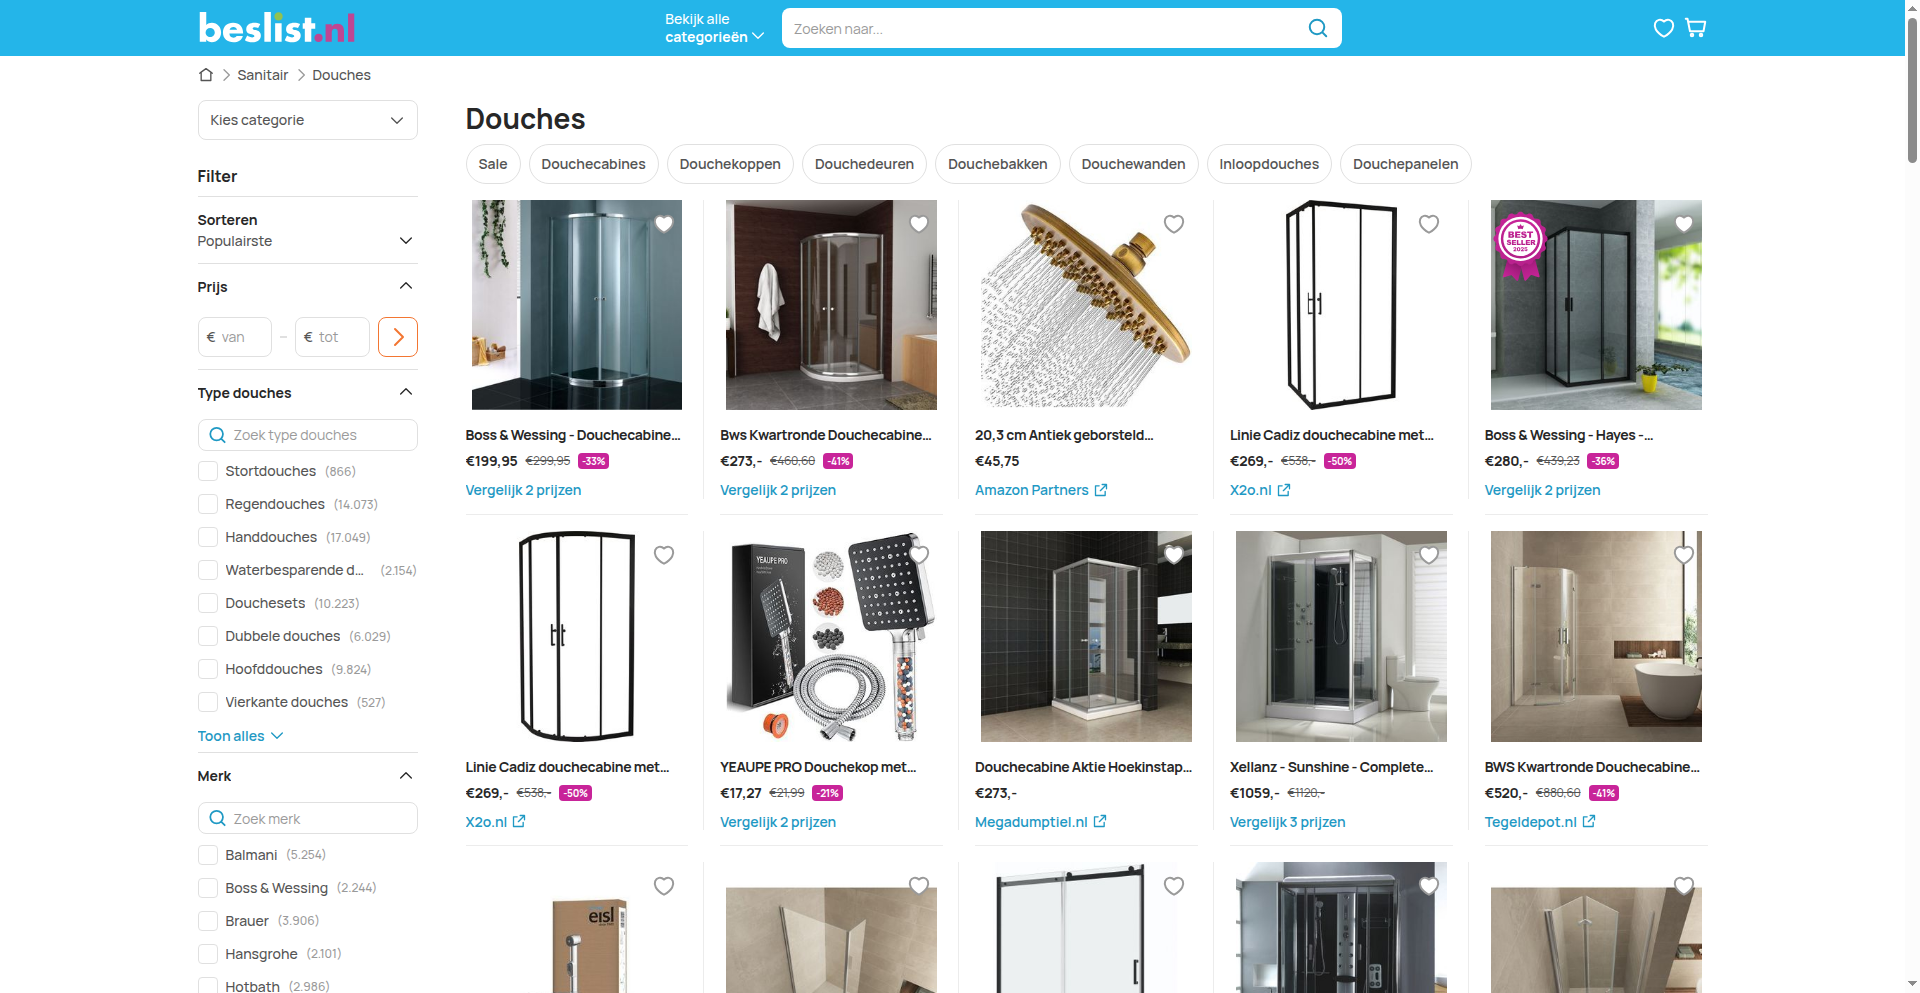 beslist.nl
Bekijk alle
categorieën
Zoeken naar...
Sanitair
Douches
Kies categorie
Douches
Sale
Douchecabines
Douchekoppen
Douchedeuren
Douchebakken
Douchewanden
Inloopdouches
Douchepanelen
Filter
Sorteren
Populairste
Prijs
€ van
–
€ tot
Type douches
Zoek type douches
Stortdouches (866)
Regendouches (14.073)
Handdouches (17.049)
Waterbesparende d... (2.154)
Douchesets (10.223)
Dubbele douches (6.029)
Hoofddouches (9.824)
Vierkante douches (527)
Toon alles
Merk
Zoek merk
Balmani (5.254)
Boss & Wessing (2.244)
Brauer (3.906)
Hansgrohe (2.101)
Hotbath (2.986)
Boss & Wessing - Douchecabine...
€199,95 €299,95 -33%
Vergelijk 2 prijzen
Bws Kwartronde Douchecabine...
€273,- €460,60 -41%
Vergelijk 2 prijzen
20,3 cm Antiek geborsteld...
€45,75
Amazon Partners
Linie Cadiz douchecabine met...
€269,- €538,- -50%
X2o.nl
BEST
SELLER
2025
Boss & Wessing - Hayes -...
€280,- €439,23 -36%
Vergelijk 2 prijzen
Linie Cadiz douchecabine met...
€269,- €538,- -50%
X2o.nl
YEAUPE PRO
YEAUPE PRO Douchekop met...
€17,27 €21,99 -21%
Vergelijk 2 prijzen
Douchecabine Aktie Hoekinstap...
€273,-
Megadumptiel.nl
Xellanz - Sunshine - Complete...
€1059,- €1120,-
Vergelijk 3 prijzen
BWS Kwartronde Douchecabine...
€520,- €880,60 -41%
Tegeldepot.nl
eisl